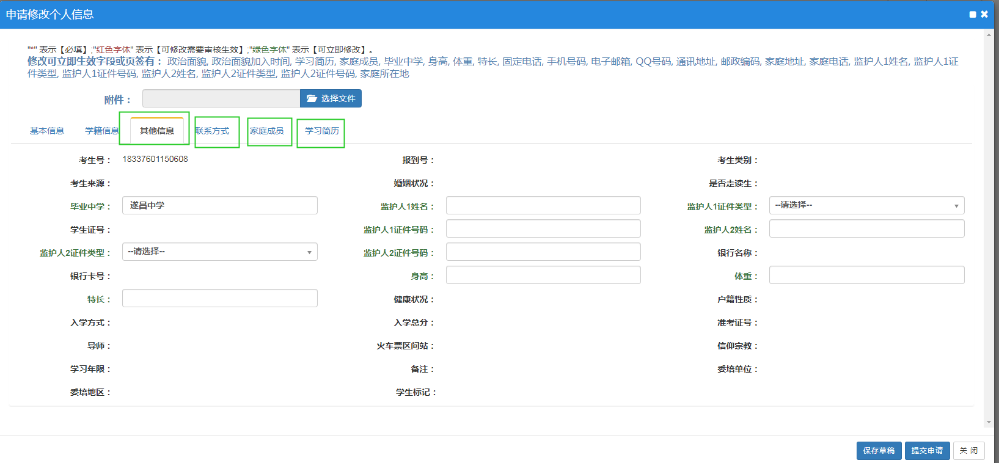 申请修改个人信息
"*" 表示【必填】;"红色字体" 表示【可修改需要审核生效】;"绿色字体" 表示【可立即修改】。
修改可立即生效字段或页签有： 政治面貌, 政治面貌加入时间, 学习简历, 家庭成员, 毕业中学, 身高, 体重, 特长, 固定电话, 手机号码, 电子邮箱, QQ号码, 通讯地址, 邮政编码, 家庭地址, 家庭电话, 监护人1姓名, 监护人1证
件类型, 监护人1证件号码, 监护人2姓名, 监护人2证件类型, 监护人2证件号码, 家庭所在地
附件： 选择文件
基本信息 学籍信息 其他信息 联系方式 家庭成员 学习简历
考生号： 18337601150608 报到号： 考生类别：
考生来源： 婚姻状况： 是否走读生：
毕业中学： 遂昌中学 监护人1姓名： 监护人1证件类型： --请选择--
学生证号： 监护人1证件号码： 监护人2姓名：
监护人2证件类型： --请选择-- 监护人2证件号码： 银行名称：
银行卡号： 身高： 体重：
特长： 健康状况： 户籍性质：
入学方式： 入学总分： 准考证号：
导师： 火车票区间站： 信仰宗教：
学习年限： 备注： 委培单位：
委培地区： 学生标记：
保存草稿 提交申请 关 闭